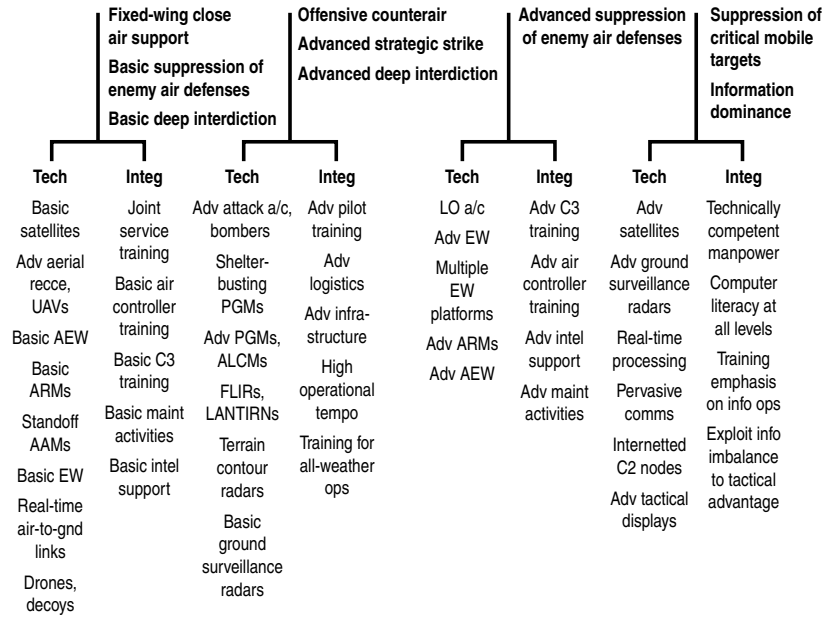 Fixed-wing close
air support
Basic suppression of
enemy air defenses
Basic deep interdiction
Tech
Basic
satellites
Adv aerial
recce,
UAVs
Basic AEW
Basic
ARMs
Standoff
AAMs
Basic EW
Real-time
air-to-gnd
links
Drones,
decoys
Integ
Joint
service
training
Basic air
controller
training
Basic C3
training
Basic maint
activities
Basic intel
support
Offensive counterair
Advanced strategic strike
Advanced deep interdiction
Tech
Adv attack a/c,
bombers
Shelter-
busting
PGMs
Adv PGMs,
ALCMs
FLIRs,
LANTIRNs
Terrain
contour
radars
Basic
ground
surveillance
radars
Integ
Adv pilot
training
Adv
logistics
Adv infra-
structure
High
operational
tempo
Training for
all-weather
ops
Advanced suppression
of enemy air defenses
Tech
LO a/c
Adv EW
Multiple
EW
platforms
Adv ARMs
Adv AEW
Integ
Adv C3
training
Adv air
controller
training
Adv intel
support
Adv maint
activities
Suppression of
critical mobile
targets
Information
dominance
Tech
Adv
satellites
Adv ground
surveillance
radars
Real-time
processing
Pervasive
comms
Internetted
C2 nodes
Adv tactical
displays
Integ
Technically
competent
manpower
Computer
literacy at
all levels
Training
emphasis
on info ops
Exploit info
imbalance
to tactical
advantage